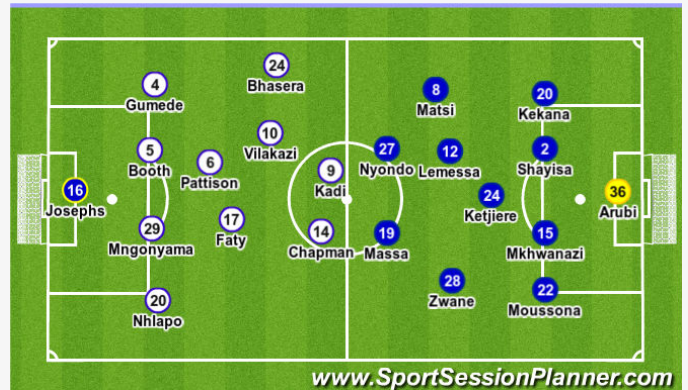 24
Bhasera
4
Gumede
8
Matsi
20
Kekana
10
Vilakazi
5
Booth
6
Pattison
27
Nyondo
12
Lemessa
2
Shayisa
9
Kadi
16
Josephs
24
Ketjiere
36
Arubi
17
Faty
29
Mngonyama
14
Chapman
19
Massa
15
Mkhwanazi
28
Zwane
22
Moussona
20
Nhlapo
www.SportSessionPlanner.com